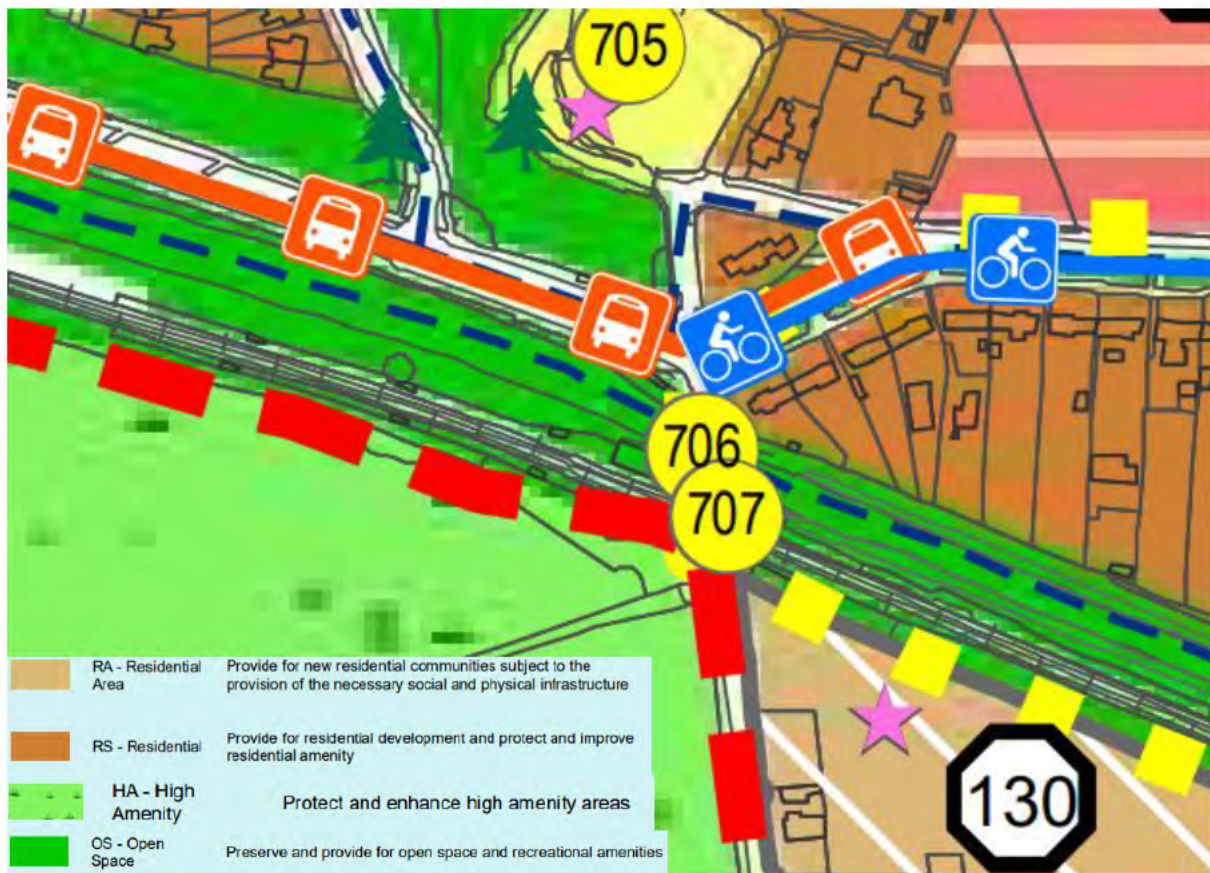 705
706
707
RA - Residential Area
Provide for new residential communities subject to the
provision of the necessary social and physical infrastructure
RS - Residential
Provide for residential development and protect and improve
residential amenity
HA - High
Amenity
Protect and enhance high amenity areas
OS - Open
Space
Preserve and provide for open space and recreational amenities
130